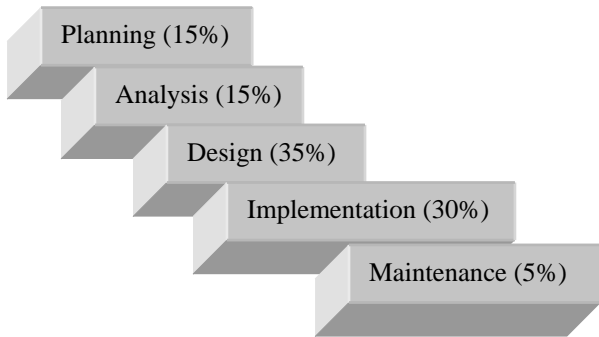 Planning (15%)
Analysis (15%)
Design (35%)
Implementation (30%)
Maintenance (5%)